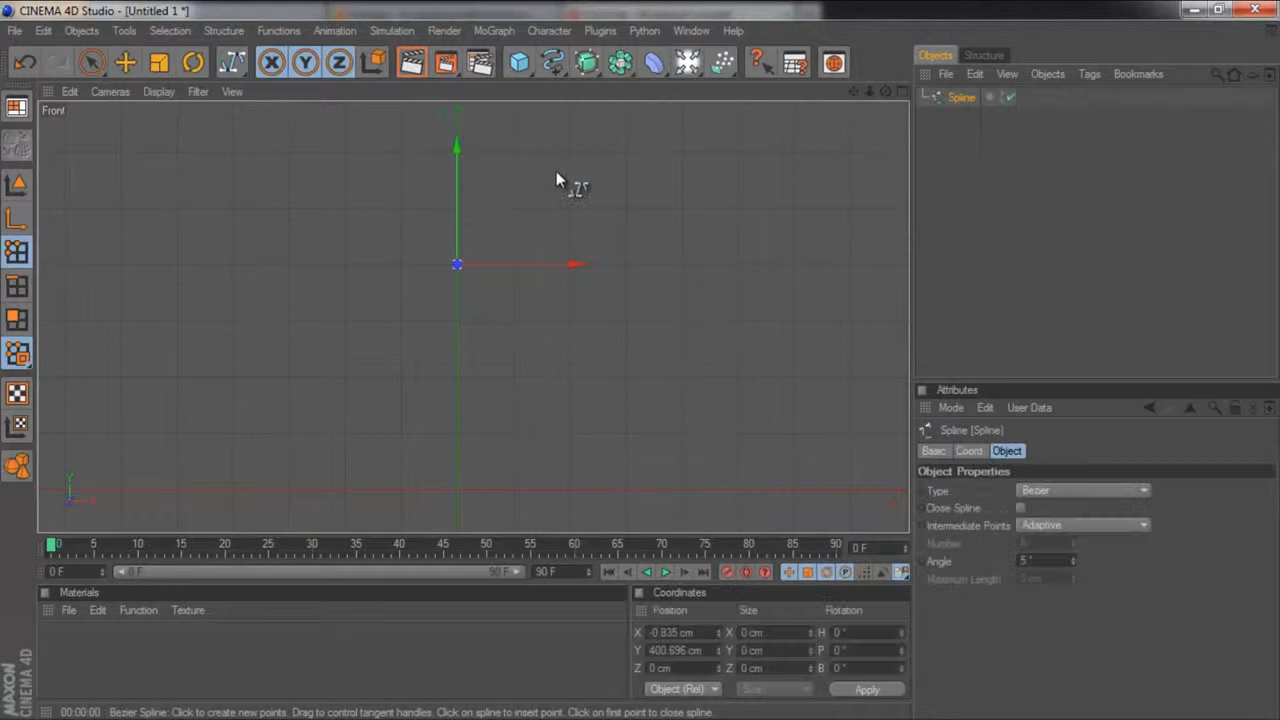 CINEMA 4D Studio - [Untitled 1 *]
File Edit Objects Tools Selection Structure Functions Animation Simulation Render MoGraph Character Plugins Python Window Help
Objects Structure
File Edit View Objects Tags Bookmarks
Edit Cameras Display Filter View
Spline
Front
Attributes
Mode Edit User Data
Spline [Spline]
Basic Coord Object
Object Properties
Type Bezier
Close Spline
Intermediate Points Adaptive
Number
Angle 5 °
Maximum Length
Y
0 5 10 15 20 25 30 35 40 45 50 55 60 65 70 75 80 85 90 0 F
0 F 0 F 90 F 90 F
Materials
File Edit Function Texture
Coordinates
Position Size Rotation
X -0.835 cm X 0 cm H 0 °
Y 400.696 cm Y 0 cm P 0 °
Z 0 cm Z 0 cm B 0 °
Object (Rel) Size Apply
MAXON
CINEMA 4D
00:00:00 Bezier Spline: Click to create new points. Drag to control tangent handles. Click on spline to insert point. Click on first point to close spline.